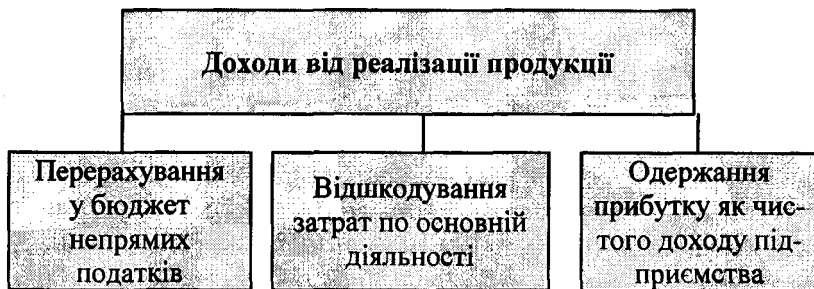 Доходи від реалізації продукції
Перерахування
у бюджет
непрямих
податків
Відшкодування
затрат по основній
діяльності
Одержання
прибутку як чис-
того доходу під-
приємства